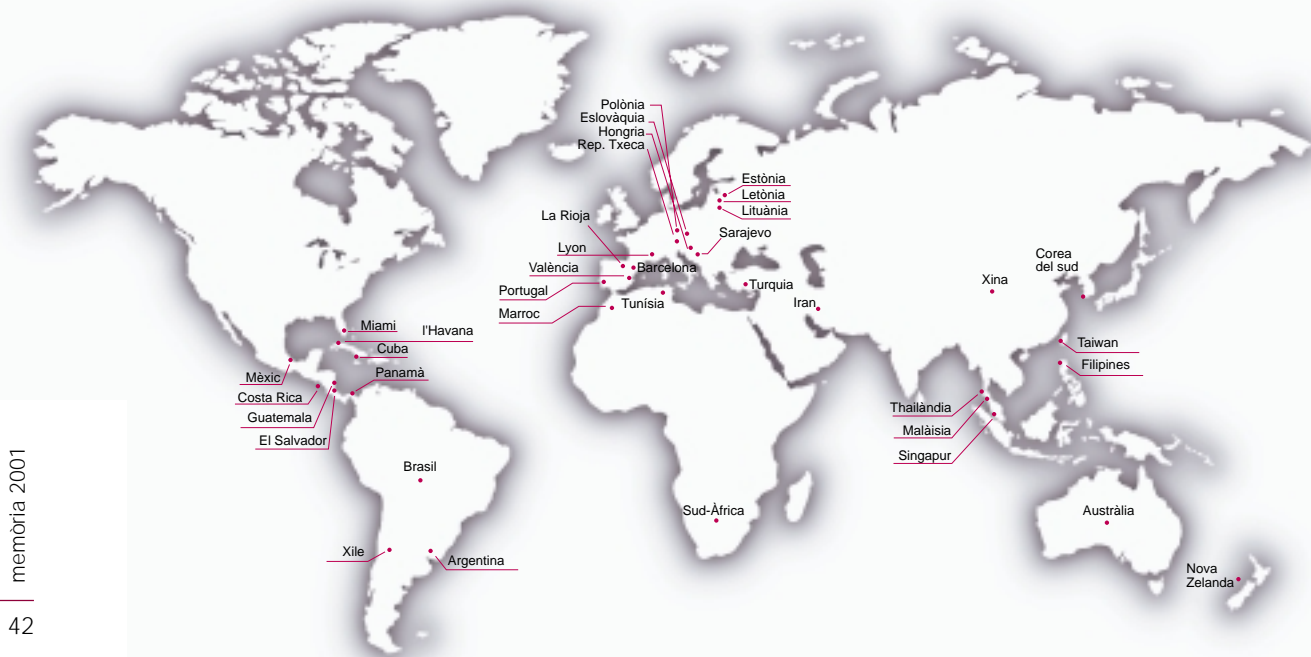 Polònia
Eslovàquia
Hongria
Rep. Txeca
Estònia
Letònia
Lituània
La Rioja
Sarajevo
Lyon
València
Barcelona
Portugal
Tunísia
Marroc
Turquia
Iran
Xina
Corea
del sud
Miami
l'Havana
Cuba
Mèxic
Panamà
Costa Rica
Guatemala
El Salvador
Taiwan
Filipines
Thailàndia
Malàisia
Singapur
Brasil
Sud-Àfrica
Austràlia
Xile
Argentina
Nova
Zelanda
memòria 2001
42